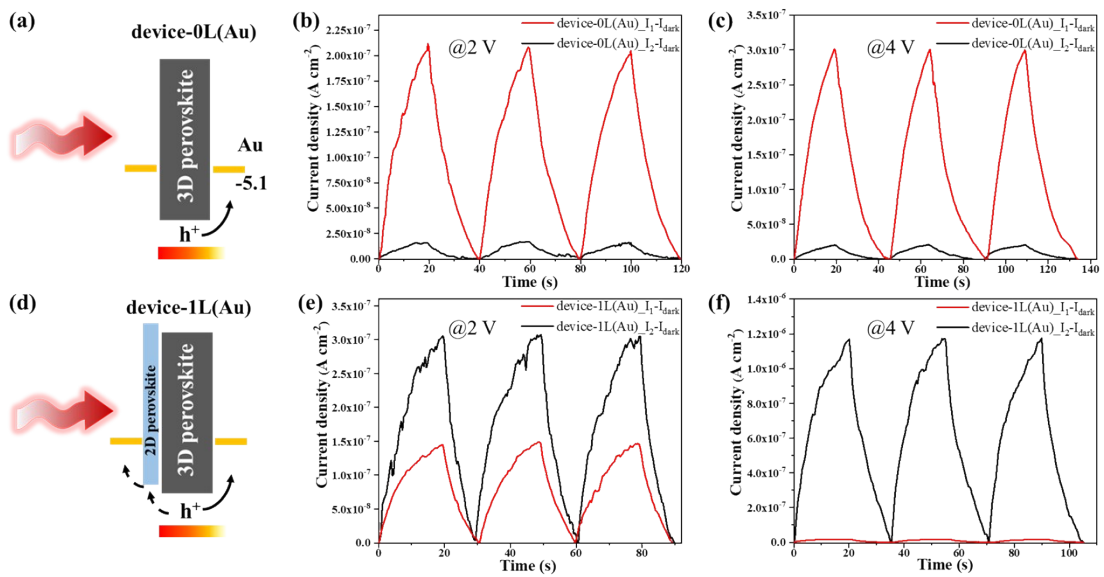 (a)
device-0L(Au)
3D perovskite
Au
-5.1
h+
(b)
@2 V
device-0L(Au)_I1-Idark
device-0L(Au)_I2-Idark
Current density (A cm-2)
2.25x10-7
2.00x10-7
1.75x10-7
1.50x10-7
1.25x10-7
1.00x10-7
7.50x10-8
5.00x10-8
2.50x10-8
0.00
0 20 40 60 80 100 120
Time (s)
(c)
@4 V
device-0L(Au)_I1-Idark
device-0L(Au)_I2-Idark
Current density (A cm-2)
3.5x10-7
3.0x10-7
2.5x10-7
2.0x10-7
1.5x10-7
1.0x10-7
5.0x10-8
0.0
0 20 40 60 80 100 120 140
Time (s)
(d)
device-1L(Au)
2D perovskite
3D perovskite
h+
(e)
@2 V
device-1L(Au)_I1-Idark
device-1L(Au)_I2-Idark
Current density (A cm-2)
3.5x10-7
3.0x10-7
2.5x10-7
2.0x10-7
1.5x10-7
1.0x10-7
5.0x10-8
0.0
0 20 40 60 80
Time (s)
(f)
@4 V
device-1L(Au)_I1-Idark
device-1L(Au)_I2-Idark
Current density (A cm-2)
1.4x10-6
1.2x10-6
1.0x10-6
8.0x10-7
6.0x10-7
4.0x10-7
2.0x10-7
0.0
0 20 40 60 80 100
Time (s)